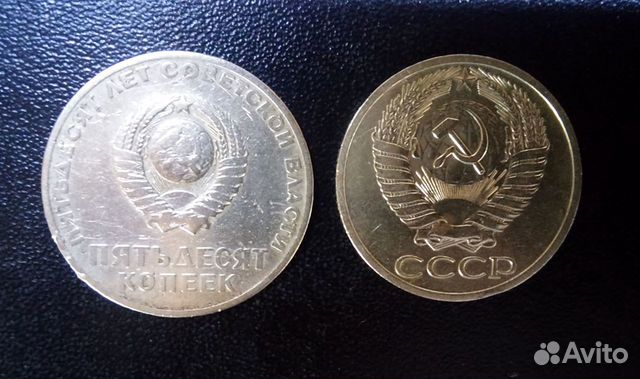 ПЯТЬДЕСЯТ ЛЕТ СОВЕТСКОЙ ВЛАСТИ
ПЯТЬДЕСЯТ
КОПЕЕК
СССР
Avito